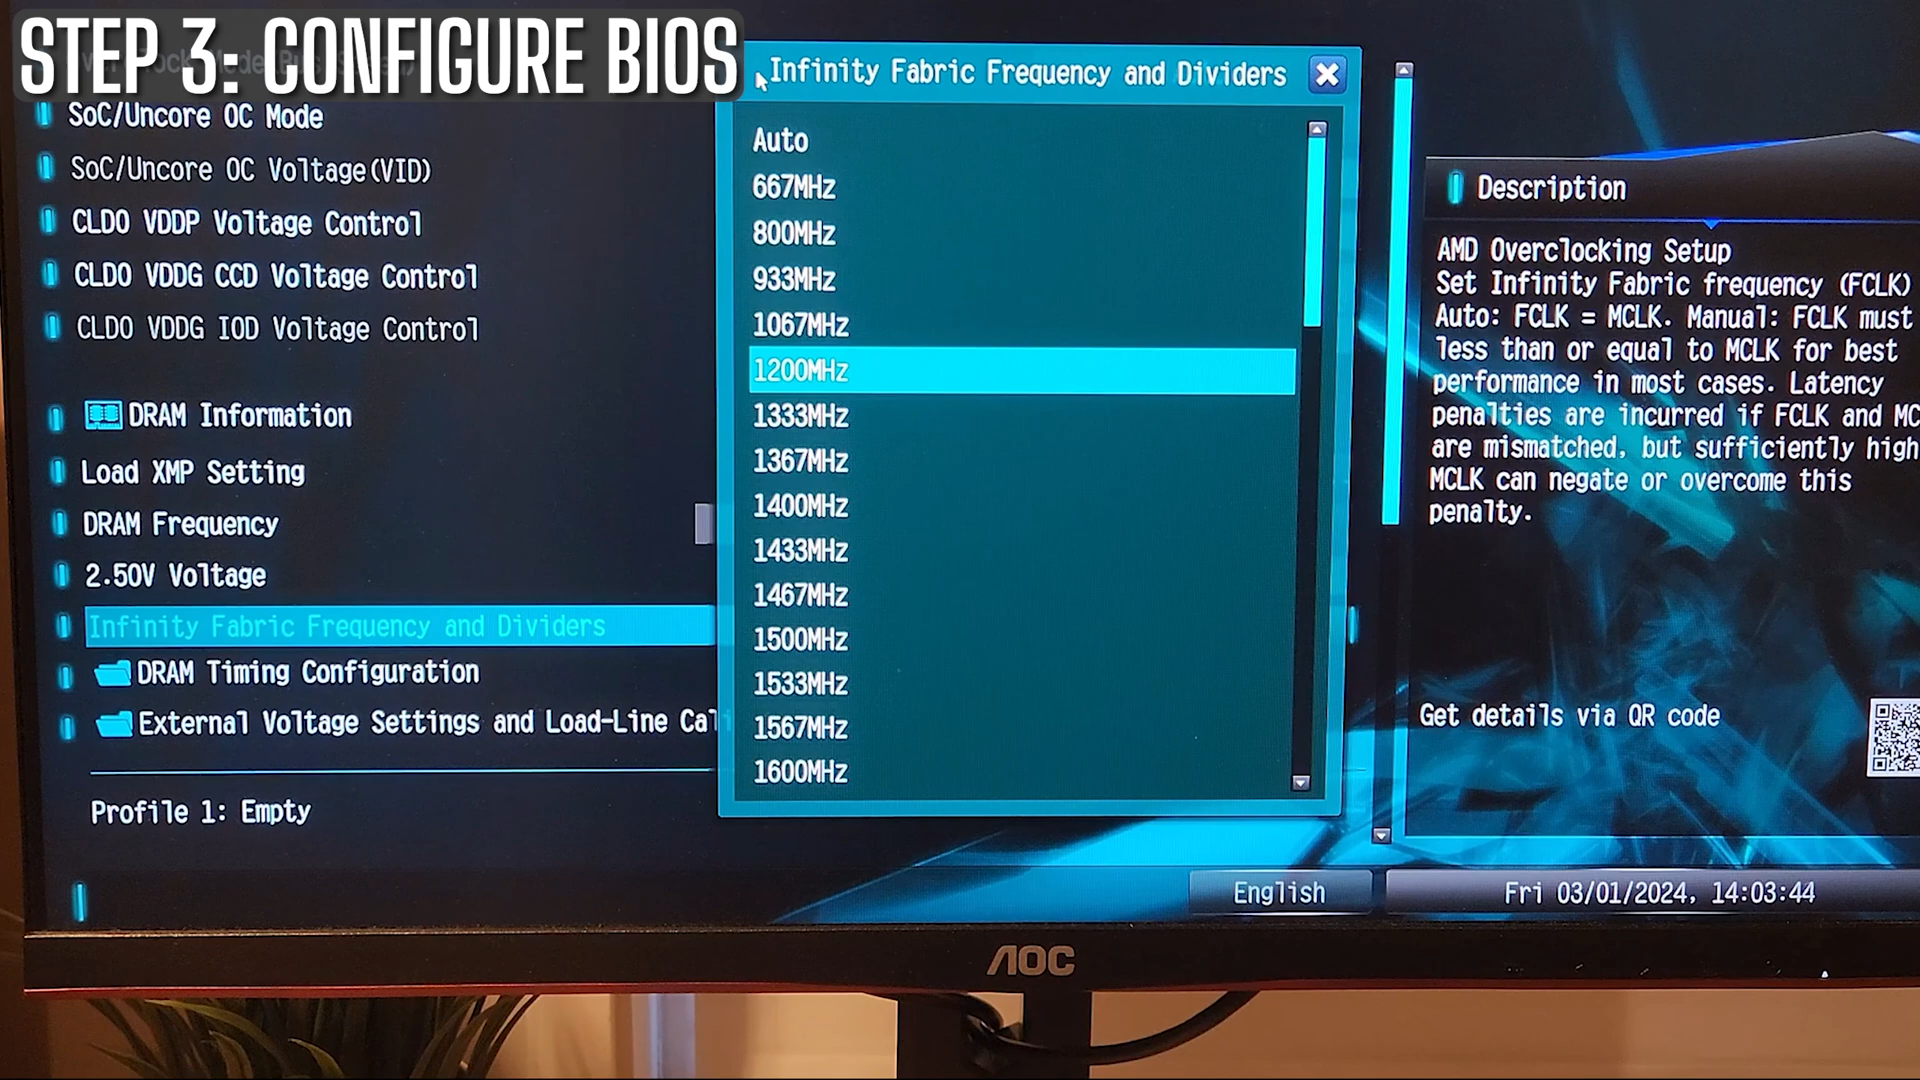 STEP 3: CONFIGURE BIOS
SoC/Uncore OC Mode
SoC/Uncore OC Voltage(VID)
CLDO VDDP Voltage Control
CLDO VDDG CCD Voltage Control
CLDO VDDG IOD Voltage Control
DRAM Information
Load XMP Setting
DRAM Frequency
2.50V Voltage
Infinity Fabric Frequency and Dividers
DRAM Timing Configuration
External Voltage Settings and Load-Line Cal
Profile 1: Empty
Infinity Fabric Frequency and Dividers
Auto
667MHz
800MHz
933MHz
1067MHz
1200MHz
1333MHz
1367MHz
1400MHz
1433MHz
1467MHz
1500MHz
1533MHz
1567MHz
1600MHz
Description
AMD Overclocking Setup
Set Infinity Fabric frequency (FCLK)
Auto: FCLK = MCLK. Manual: FCLK must
less than or equal to MCLK for best
performance in most cases. Latency
penalties are incurred if FCLK and MC
are mismatched, but sufficiently high
MCLK can negate or overcome this
penalty.
Get details via QR code
English
Fri 03/01/2024, 14:03:44
AOC